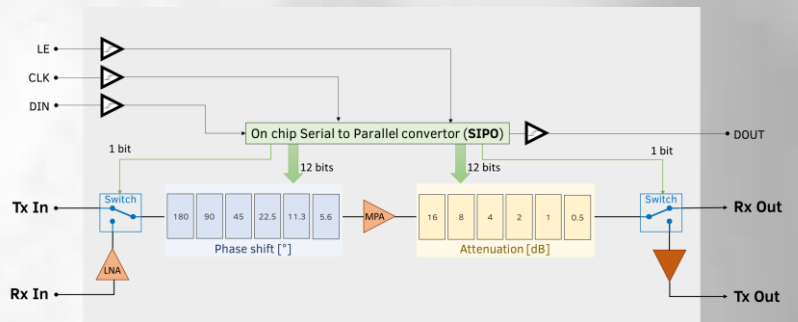 LE
CLK
DIN
On chip Serial to Parallel convertor (SIPO)
DOUT
1 bit
12 bits
12 bits
1 bit
Switch
Switch
Tx In
180 90 45 22.5 11.3 5.6
MPA
16 8 4 2 1 0.5
Rx Out
Phase shift [°]
Attenuation [dB]
LNA
Rx In
Tx Out